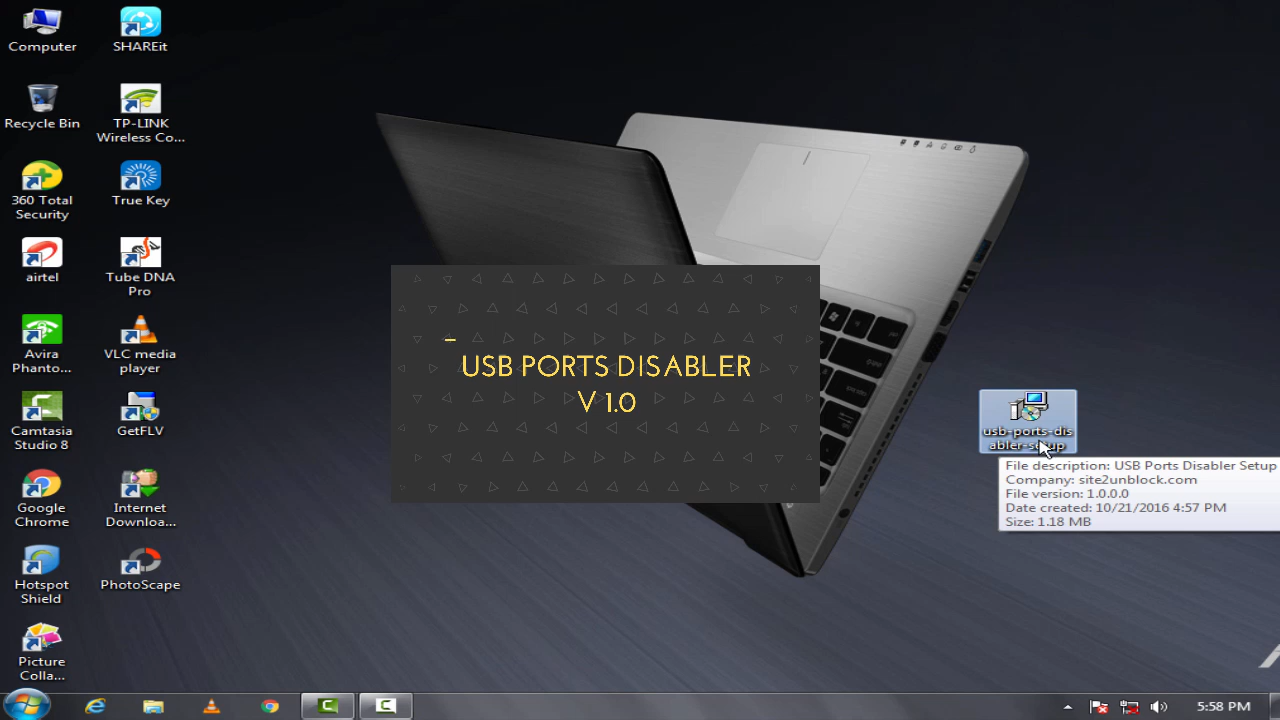 Computer
SHAREit
Recycle Bin
TP-LINK
Wireless Co...
360 Total
Security
True Key
airtel
Tube DNA
Pro
Avira
Phanto...
VLC media
player
Camtasia
Studio 8
GetFLV
Google
Chrome
Internet
Downloa...
Hotspot
Shield
PhotoScape
Picture
Colla...
USB PORTS DISABLER
V 1.0
usb-ports-dis
abler-setup
File description: USB Ports Disabler Setup
Company: site2unblock.com
File version: 1.0.0.0
Date created: 10/21/2016 4:57 PM
Size: 1.18 MB
5:58 PM